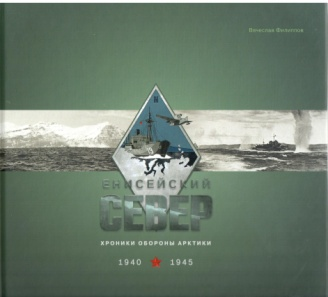 Вячеслав Филиппов
ЕНИСЕЙСКИЙ
СЕВЕР
ХРОНИКИ ОБОРОНЫ АРКТИКИ
1940 1945